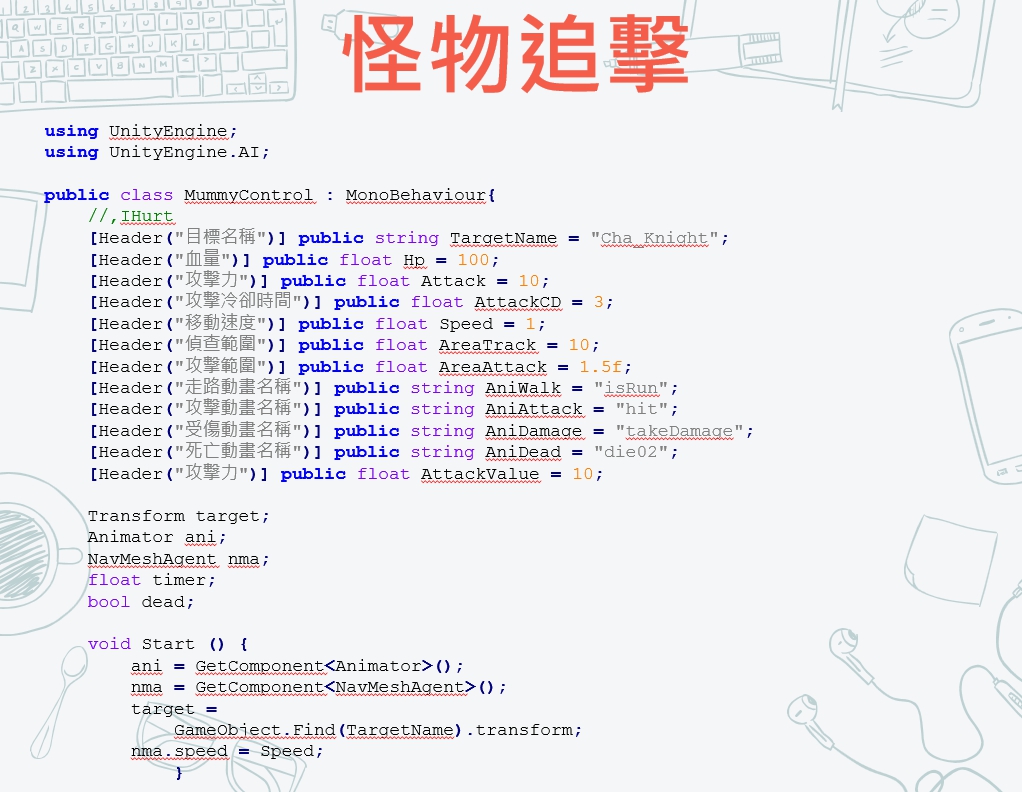 怪物追擊
using UnityEngine;
using UnityEngine.AI;
public class MummyControl : MonoBehaviour{
//,IHurt
[Header("目標名稱")] public string TargetName = "Cha_Knight";
[Header("血量")] public float Hp = 100;
[Header("攻擊力")] public float Attack = 10;
[Header("攻擊冷卻時間")] public float AttackCD = 3;
[Header("移動速度")] public float Speed = 1;
[Header("偵查範圍")] public float AreaTrack = 10;
[Header("攻擊範圍")] public float AreaAttack = 1.5f;
[Header("走路動畫名稱")] public string AniWalk = "isRun";
[Header("攻擊動畫名稱")] public string AniAttack = "hit";
[Header("受傷動畫名稱")] public string AniDamage = "takeDamage";
[Header("死亡動畫名稱")] public string AniDead = "die02";
[Header("攻擊力")] public float AttackValue = 10;
Transform target;
Animator ani;
NavMeshAgent nma;
float timer;
bool dead;
void Start () {
ani = GetComponent<Animator>();
nma = GetComponent<NavMeshAgent>();
target =
GameObject.Find(TargetName).transform;
nma.speed = Speed;
}